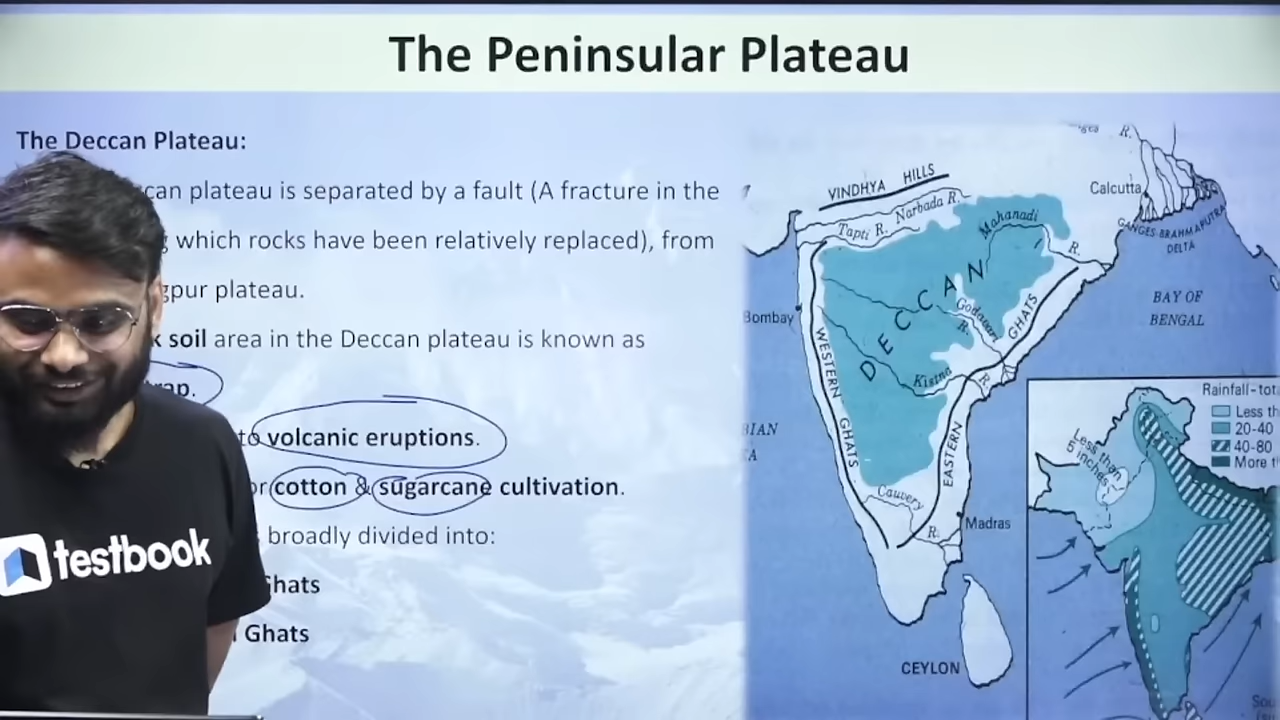 The Peninsular Plateau
The Deccan Plateau:
can plateau is separated by a fault (A fracture in the
which rocks have been relatively replaced), from
gpur plateau.
soil area in the Deccan plateau is known as
rap.
to volcanic eruptions.
or cotton & sugarcane cultivation.
broadly divided into:
Ghats
Ghats
testbook
VINDHYA HILLS
Narbada R.
Tapti R.
Mahanadi
R.
R.
Calcutta
GANGES-BRAHMAPUTRA
DELTA
DECCAN
Godavari
R.
BAY OF
BENGAL
Bombay
WESTERN GHATS
EASTERN GHATS
Kistna
R.
Cauvery
R.
Madras
CEYLON
Rainfall-tot
Less th
20-40
40-80
More t
Less than
5 inches
Sou